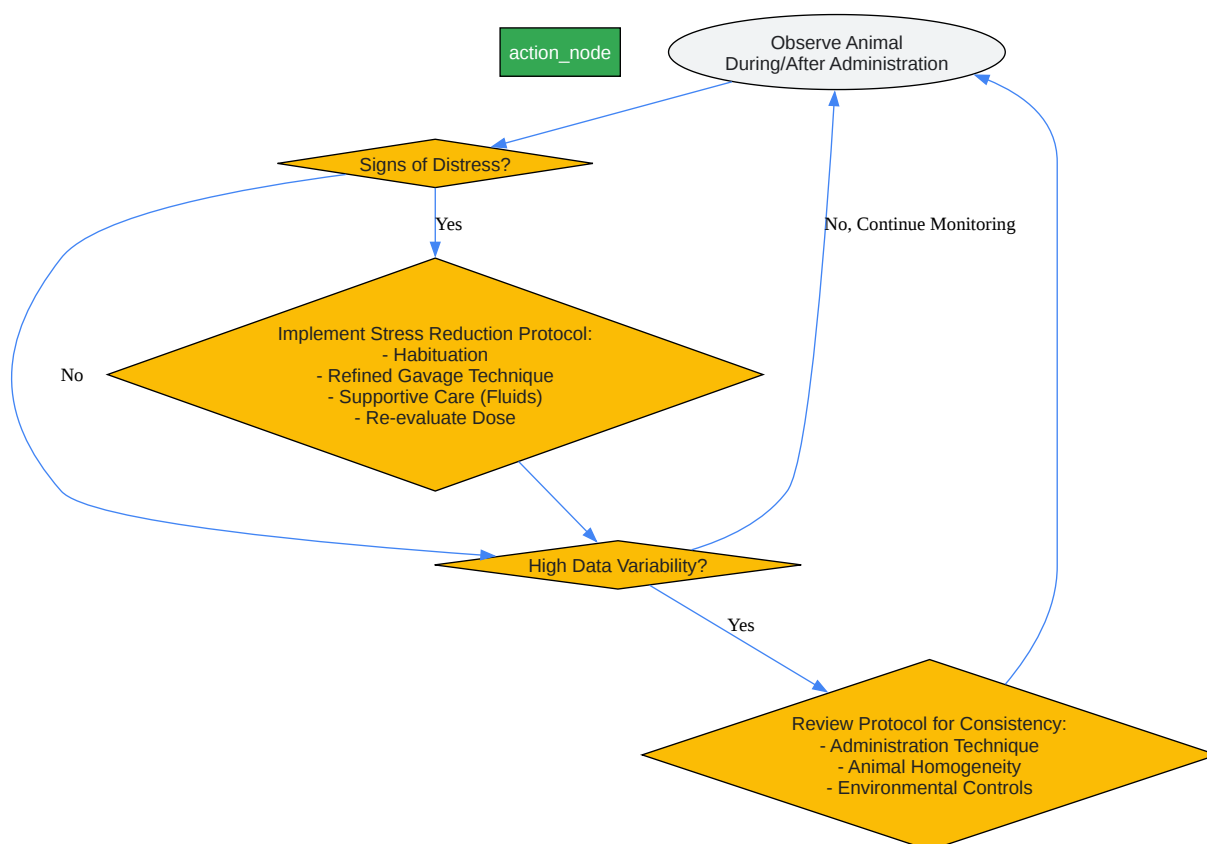 action_node
Observe Animal
During/After Administration
Signs of Distress?
Yes
No, Continue Monitoring
Implement Stress Reduction Protocol:
- Habituation
- Refined Gavage Technique
- Supportive Care (Fluids)
- Re-evaluate Dose
No
High Data Variability?
Yes
Review Protocol for Consistency:
- Administration Technique
- Animal Homogeneity
- Environmental Controls